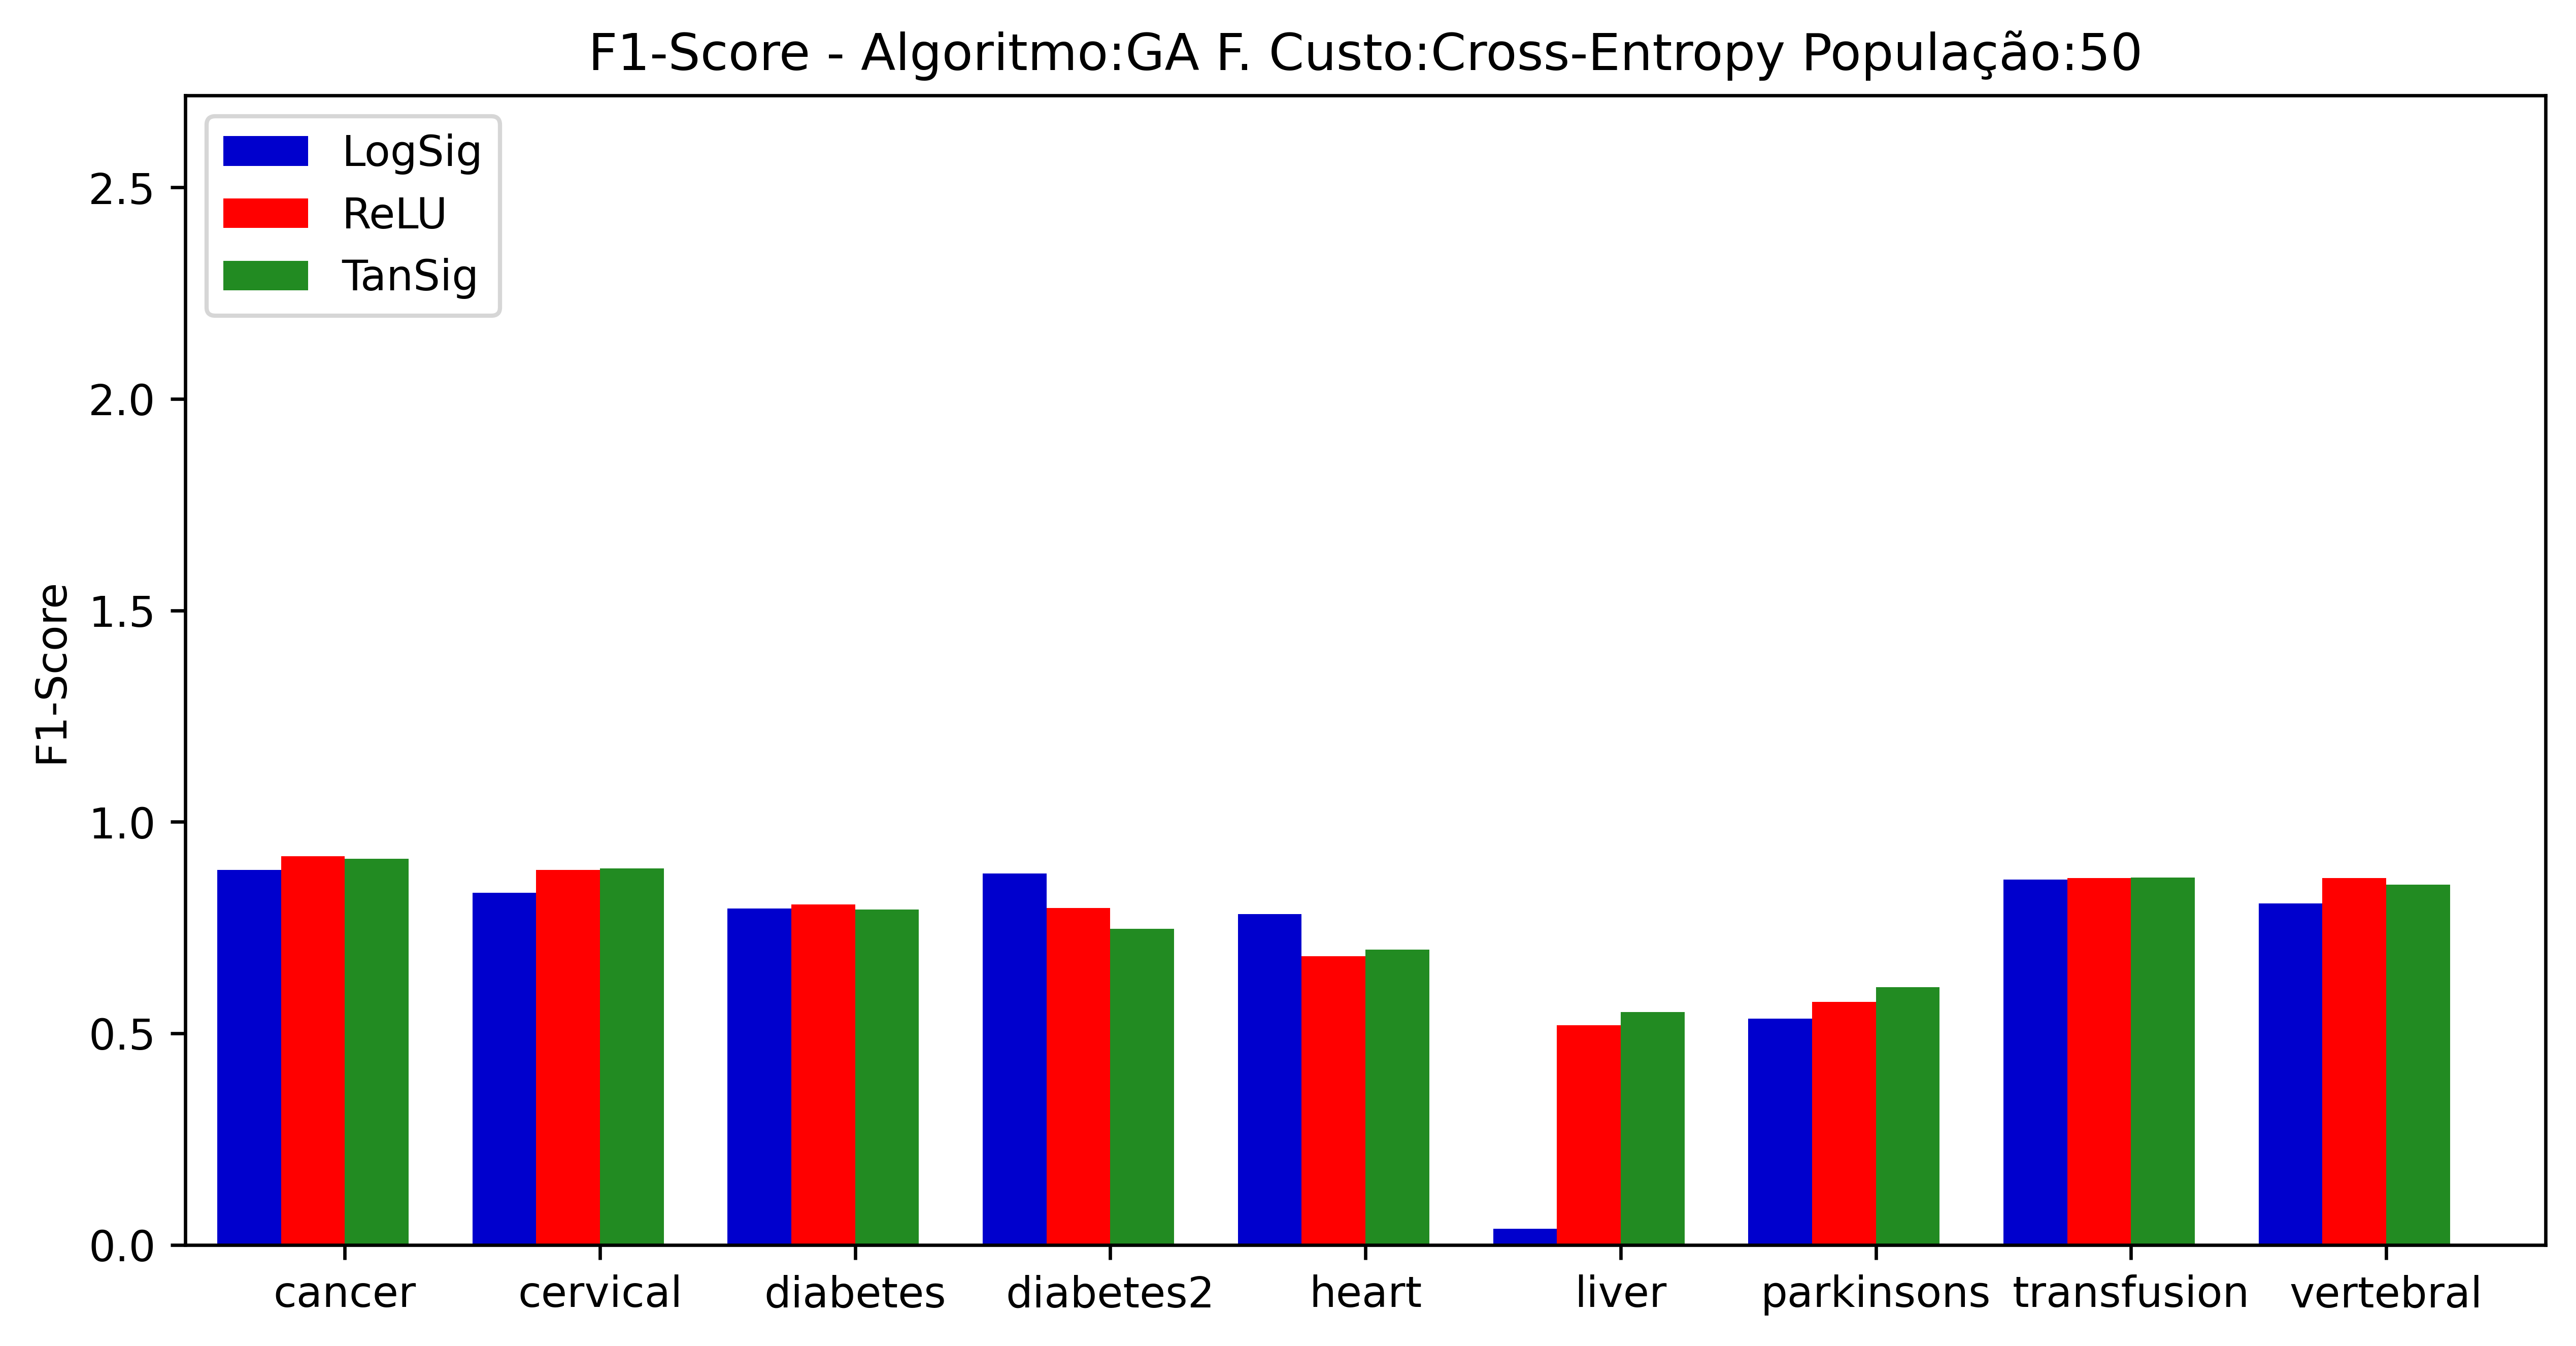 F1-Score - Algoritmo:GA F. Custo:Cross-Entropy População:50
LogSig
ReLU
TanSig
F1-Score
2.5
2.0
1.5
1.0
0.5
0.0
cancer cervical diabetes diabetes2 heart liver parkinsons transfusion vertebral